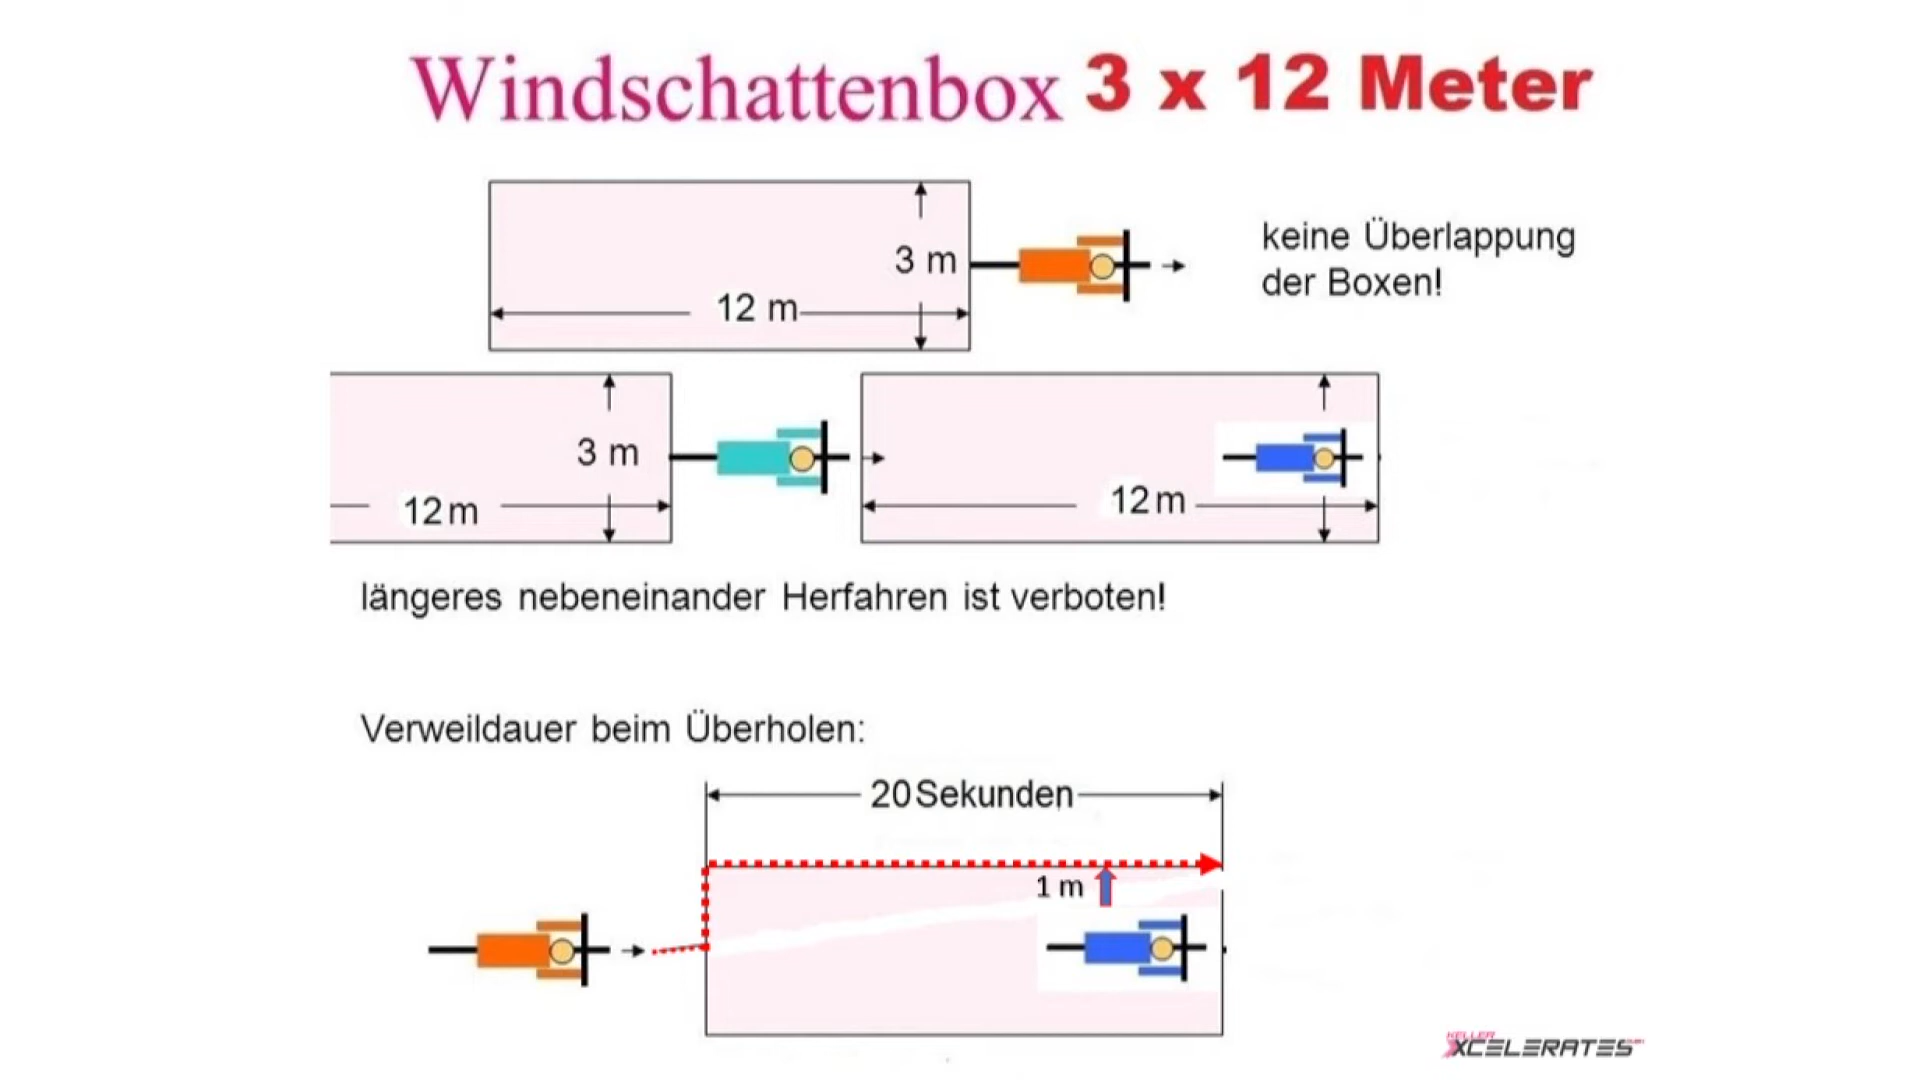 Windschattenbox 3 x 12 Meter
3 m
12 m
keine Überlappung
der Boxen!
3 m
12 m
12 m
längeres nebeneinander Herfahren ist verboten!
Verweildauer beim Überholen:
20 Sekunden
1 m
KELLER
XCELERATES